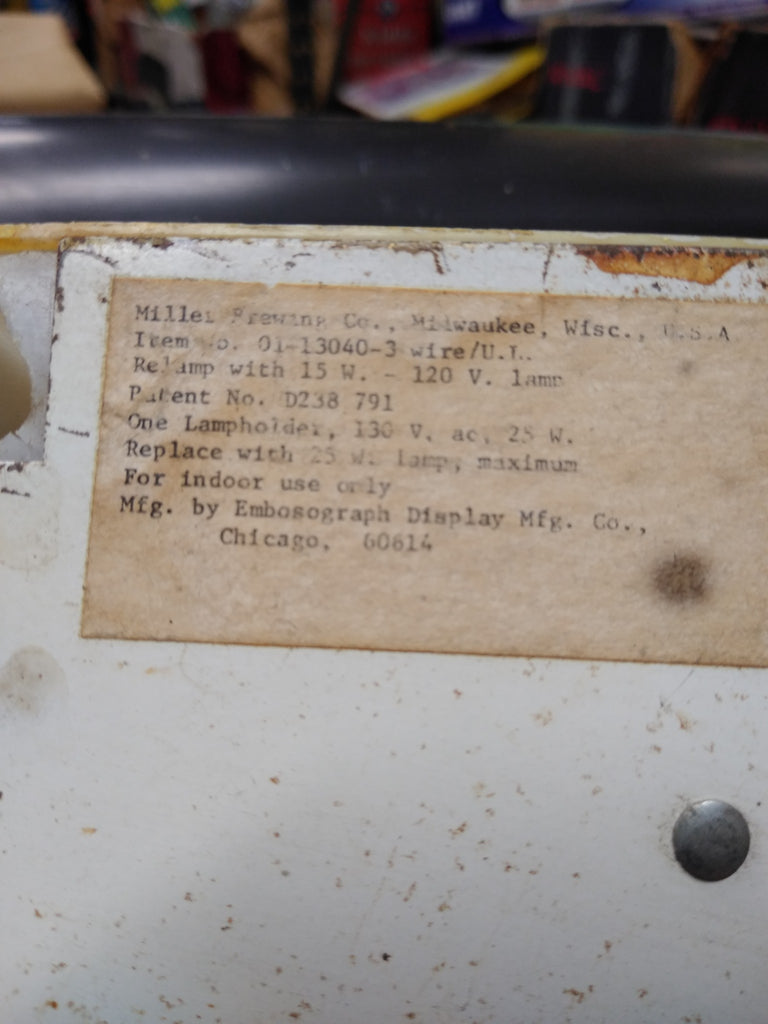 Miller Brewing Co., Milwaukee, Wisc., U.S.A
Item No. 01-13040-3 wire/U.L.
Relamp with 15 W. - 120 V. lamp
Patent No. D238 791
One Lampholder, 130 V. ac, 25 W.
Replace with 25 W. lamp, maximum
For indoor use only
Mfg. by Embosograph Display Mfg. Co.,
Chicago, 60614